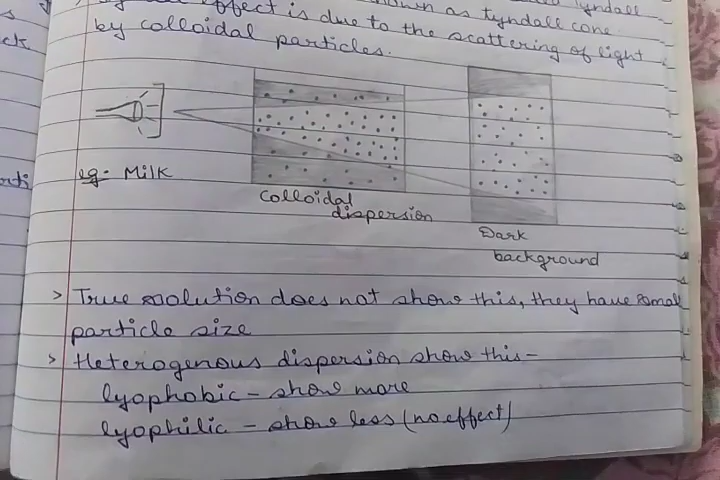 effect is due to the scattering of light
known as tyndall cone.
by colloidal particles.
eg:- Milk
Colloidal
dispersion
Dark
background
> True solution does not show this, they have small
particle size
> Heterogenous dispersion show this-
lyophobic - show more
lyophilic - show less (no effect)